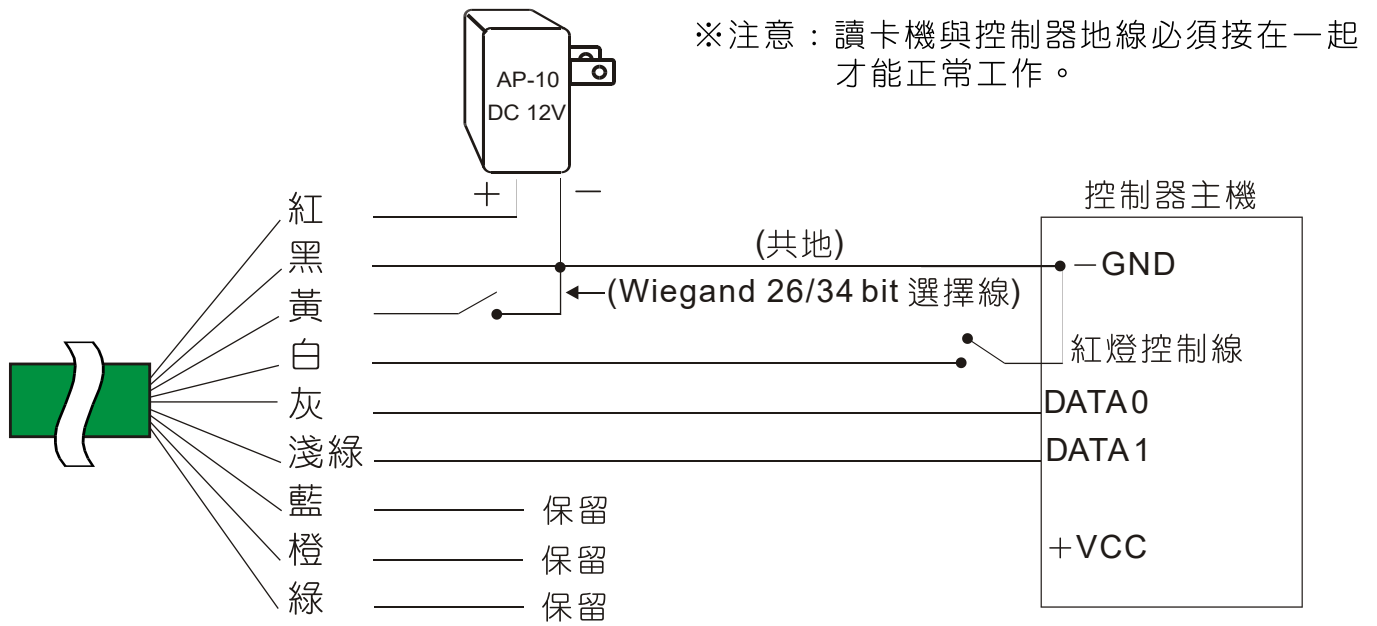 ※注意：讀卡機與控制器地線必須接在一起
才能正常工作。
AP-10
DC 12V
＋
－
控制器主機
紅
黑
(共地)
－GND
黃
(Wiegand 26/34 bit 選擇線)
白
紅燈控制線
灰
DATA0
淺綠
DATA1
藍
保留
橙
保留
＋VCC
綠
保留